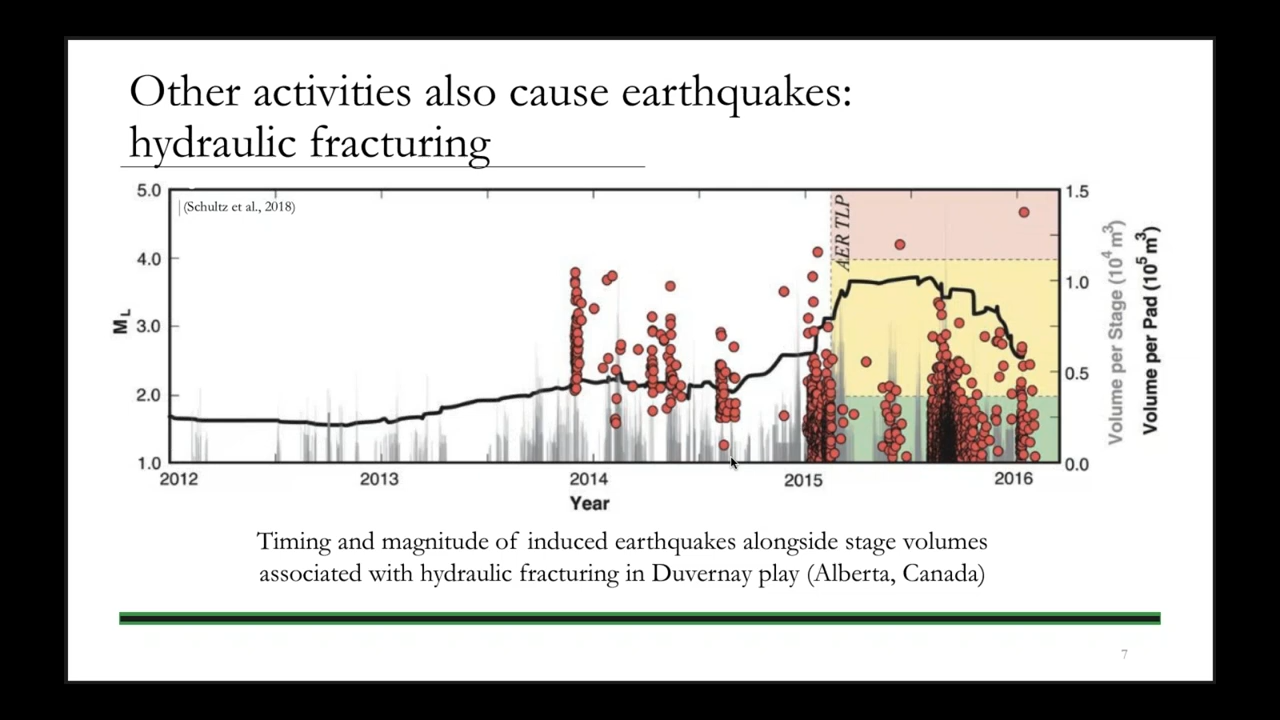 Other activities also cause earthquakes:
hydraulic fracturing
(Schultz et al., 2018)
5.0
4.0
3.0
2.0
1.0
M_L
AER TLP
1.5
1.0
0.5
0.0
Volume per Stage (10⁴ m³)
Volume per Pad (10⁵ m³)
2012 2013 2014 2015 2016
Year
Timing and magnitude of induced earthquakes alongside stage volumes
associated with hydraulic fracturing in Duvernay play (Alberta, Canada)
7